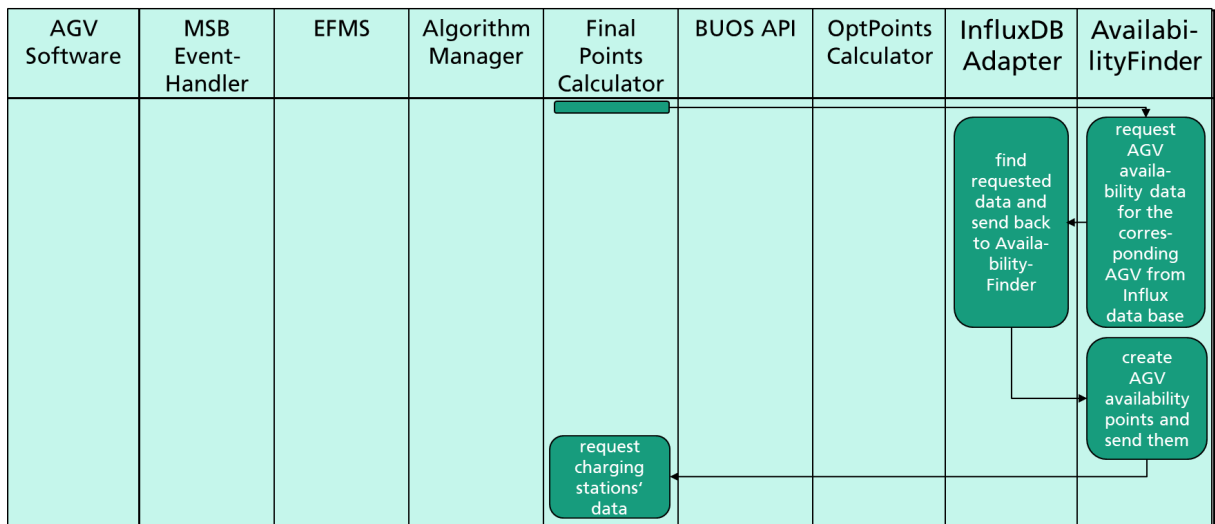 AGV
Software
MSB
Event-
Handler
EFMS
Algorithm
Manager
Final
Points
Calculator
BUOS API
OptPoints
Calculator
InfluxDB
Adapter
Availabi-
lityFinder
find
requested
data and
send back
to Availa-
bility-
Finder
request
AGV
availa-
bility data
for the
corres-
ponding
AGV from
Influx
data base
create
AGV
availability
points and
send them
request
charging
stations‘
data